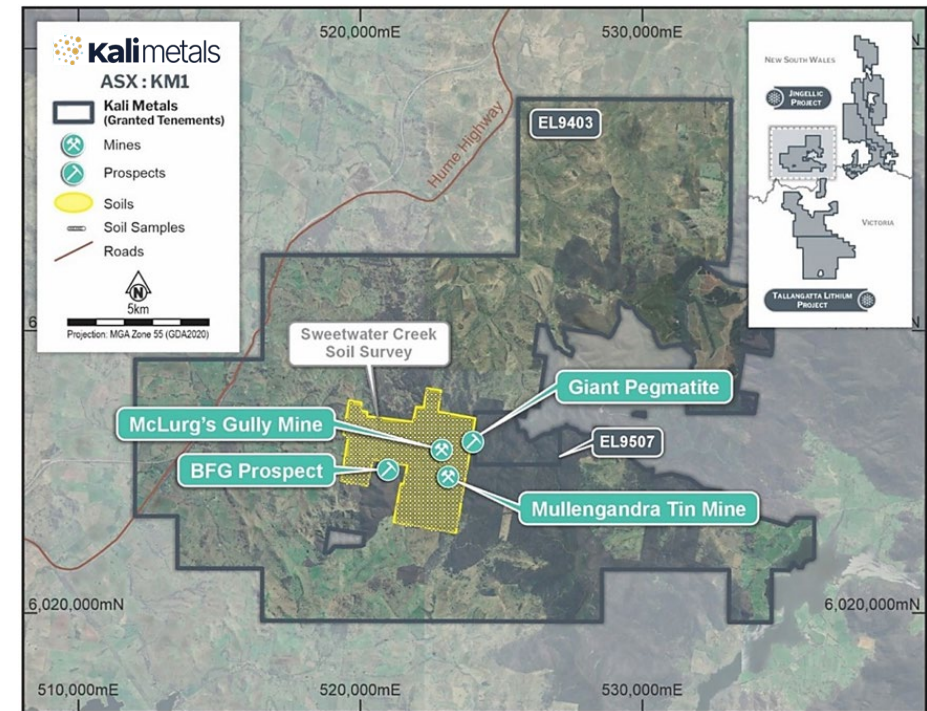 520,000mE
530,000mE
Kalimetals
ASX : KM1
Kali Metals
(Granted Tenements)
Mines
Prospects
Soils
Soil Samples
Roads
N
5km
Projection: MGA Zone 55 (GDA2020)
Hume Highway
EL9403
N
NEW SOUTH WALES
JINGELLIC
PROJECT
VICTORIA
TALLANGATTA LITHIUM
PROJECT
6
N
Sweetwater Creek
Soil Survey
Giant Pegmatite
McLurg's Gully Mine
EL9507
BFG Prospect
Mullengandra Tin Mine
6,020,000mN
6,020,000mN
510,000mE
520,000mE
530,000mE